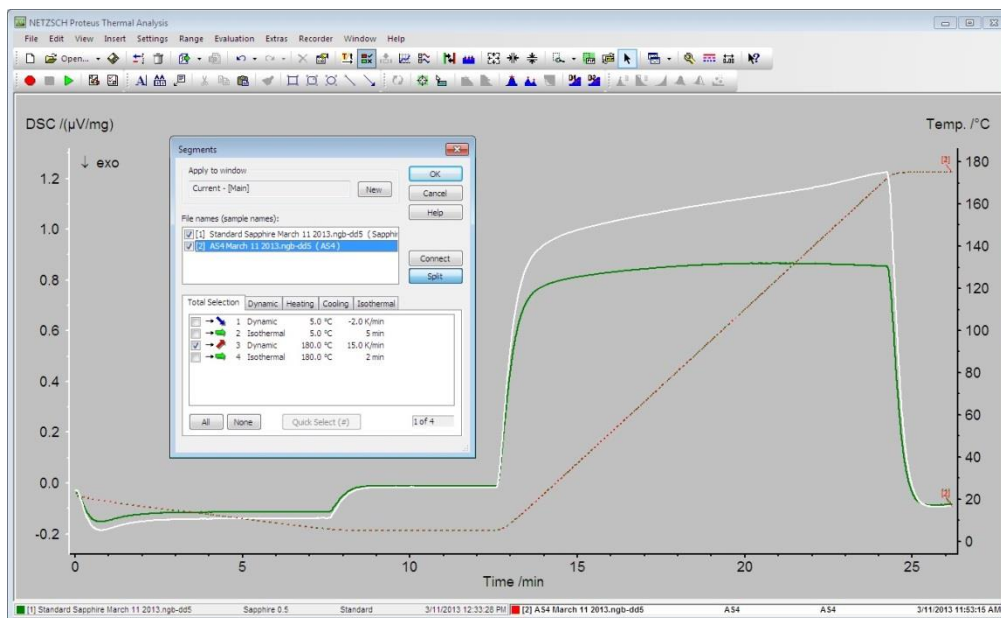 NETZSCH Proteus Thermal Analysis
File Edit View Insert Settings Range Evaluation Extras Recorder Window Help
Open...
DSC /(µV/mg)
Temp. /°C
↓ exo
1.2
1.0
0.8
0.6
0.4
0.2
0.0
-0.2
Segments
Apply to window
Current - [Main]
New
OK
Cancel
Help
File names (sample names):
[1] Standard Sapphire March 11 2013.ngb-dd5 ( Sapphir
[2] AS4 March 11 2013.ngb-dd5 ( AS4 )
Connect
Split
Total Selection Dynamic Heating Cooling Isothermal
1 Dynamic 5.0 °C -2.0 K/min
2 Isothermal 5.0 °C 5 min
3 Dynamic 180.0 °C 15.0 K/min
4 Isothermal 180.0 °C 2 min
All None Quick Select (#) 1 of 4
[2]
180
160
140
120
100
80
60
40
20
0
[2]
0 5 10 15 20 25
Time /min
[1] Standard Sapphire March 11 2013.ngb-dd5 Sapphire 0.5 Standard 3/11/2013 12:33:28 PM [2] AS4 March 11 2013.ngb-dd5 AS4 AS4 3/11/2013 11:53:15 AM